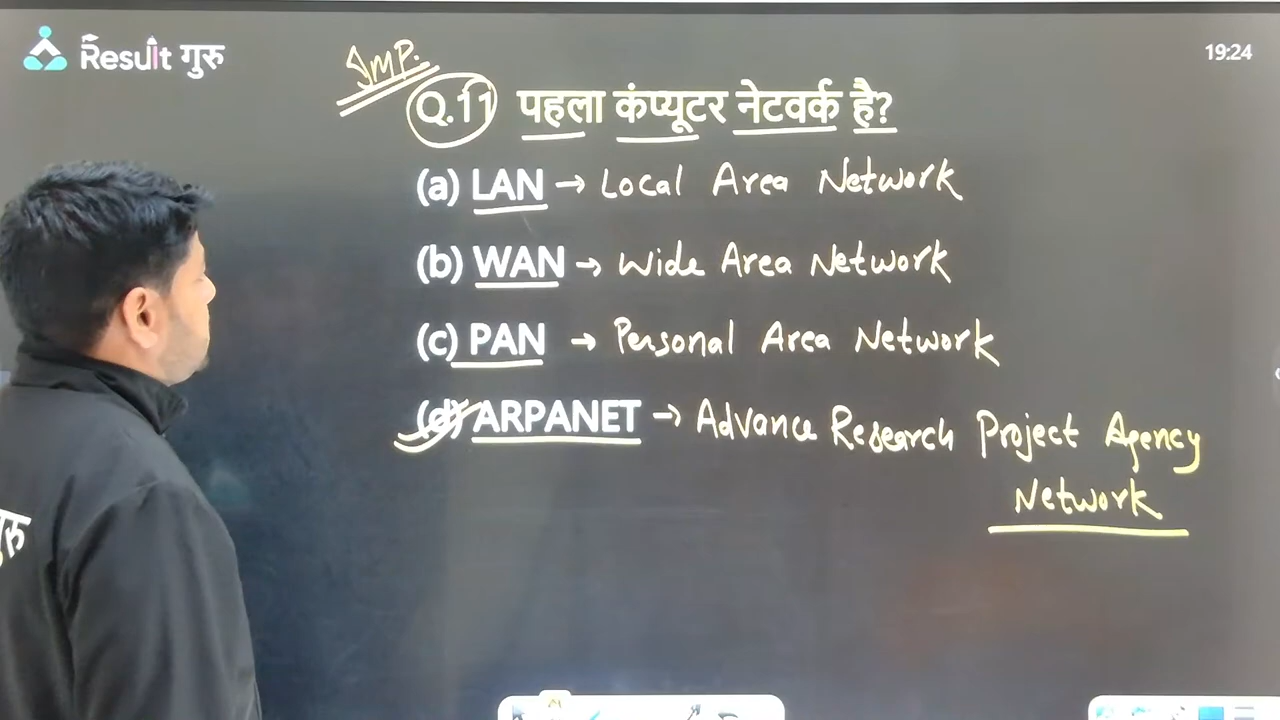 Result गुरु
19:24
Imp.
Q.11 पहला कंप्यूटर नेटवर्क है?
(a) LAN → Local Area Network
(b) WAN → Wide Area Network
(c) PAN → Personal Area Network
(d) ARPANET → Advance Research Project Agency
Network
रु